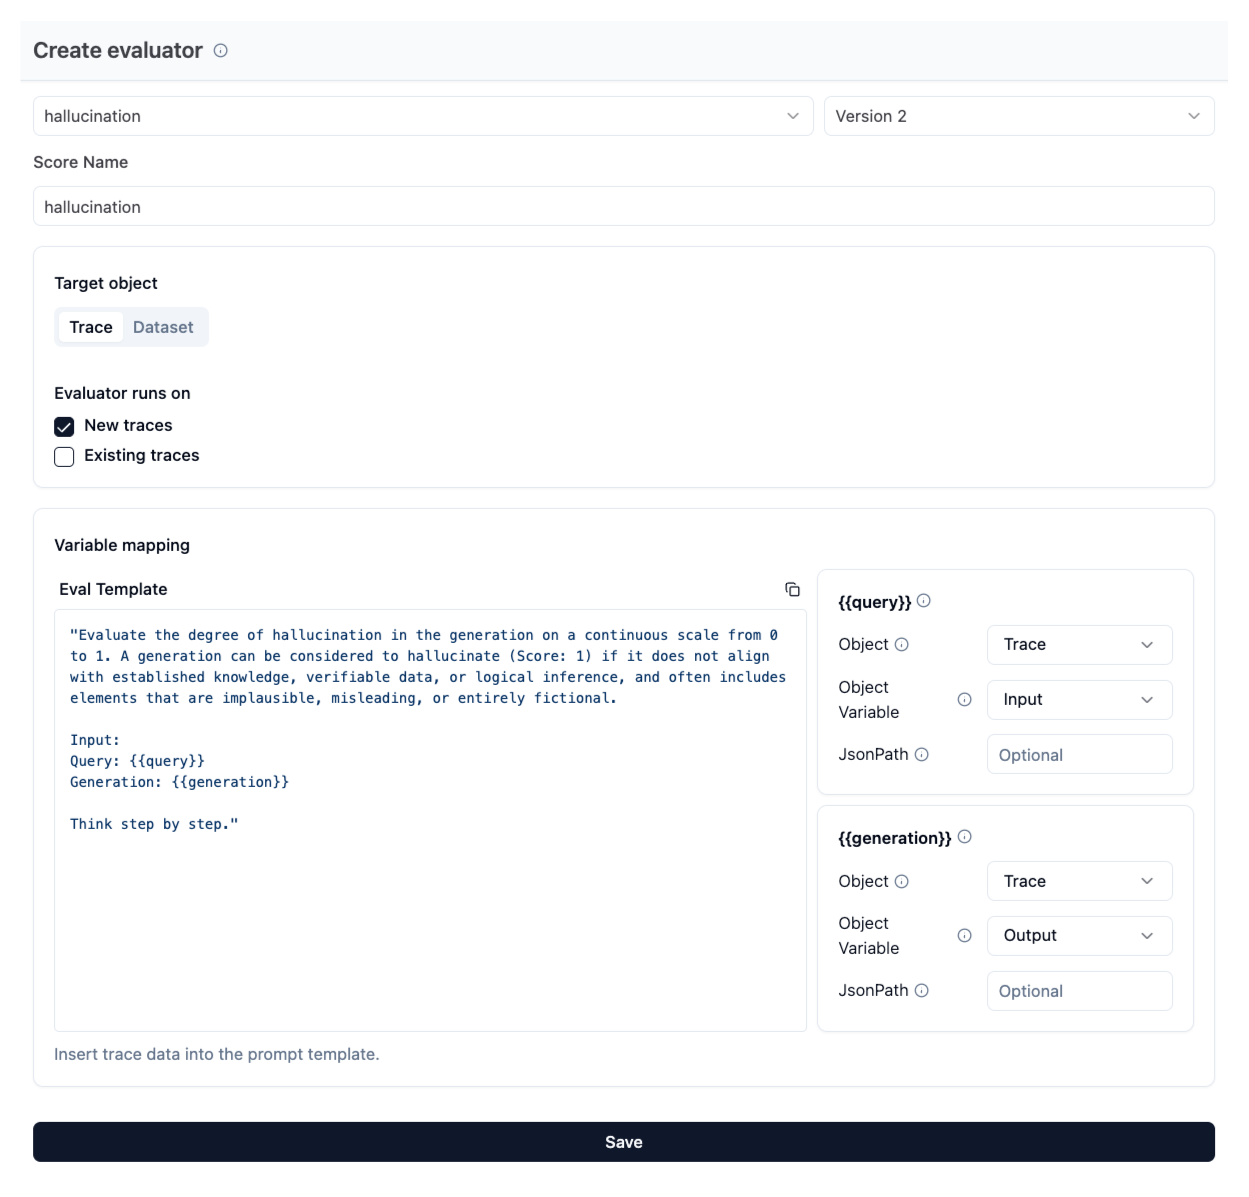 Create evaluator
hallucination
Version 2
Score Name
hallucination
Target object
Trace Dataset
Evaluator runs on
New traces
Existing traces
Variable mapping
Eval Template
"Evaluate the degree of hallucination in the generation on a continuous scale from 0
to 1. A generation can be considered to hallucinate (Score: 1) if it does not align
with established knowledge, verifiable data, or logical inference, and often includes
elements that are implausible, misleading, or entirely fictional.
Input:
Query: {{query}}
Generation: {{generation}}
Think step by step."
Insert trace data into the prompt template.
{{query}}
Object
Trace
Object
Variable
Input
JsonPath
Optional
{{generation}}
Object
Trace
Object
Variable
Output
JsonPath
Optional
Save